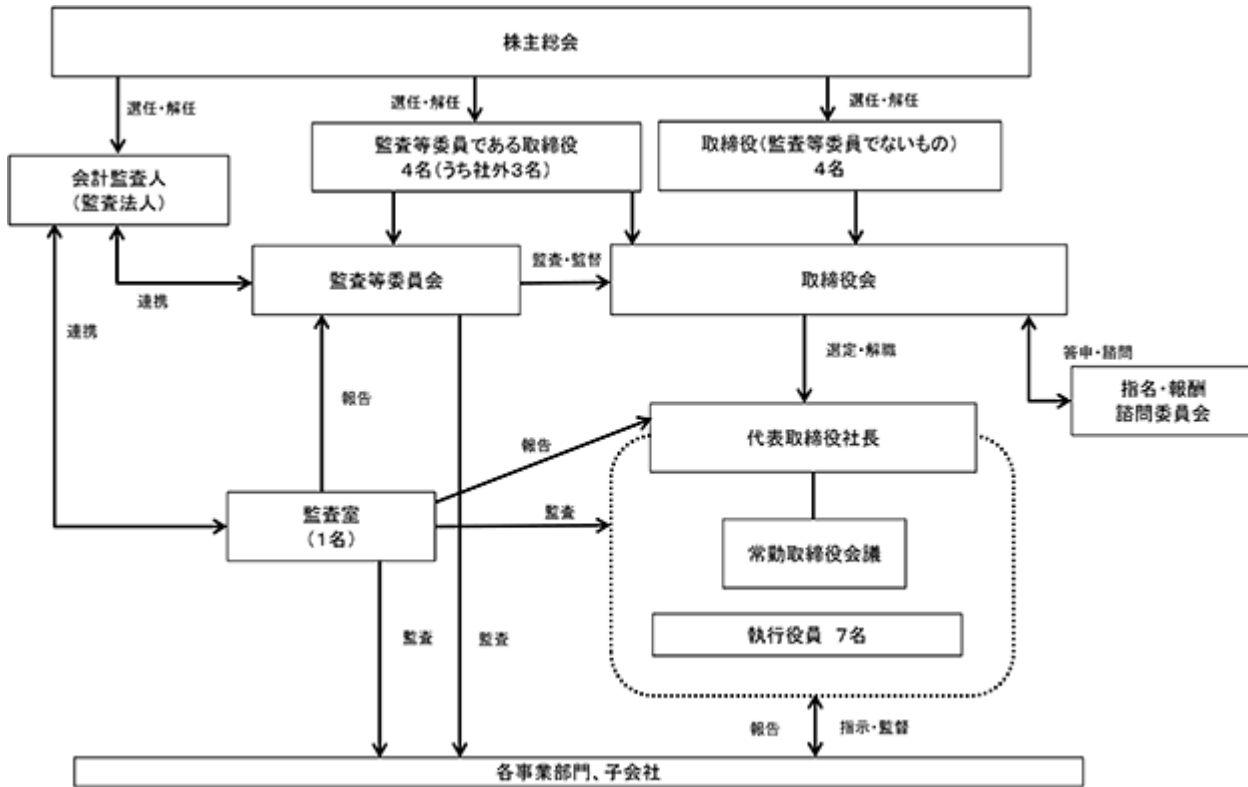 株主総会
選任・解任
選任・解任
選任・解任
監査等委員である取締役
4名(うち社外3名)
取締役(監査等委員でないもの)
4名
会計監査人
(監査法人)
監査等委員会
監査・監督
取締役会
連携
連携
選定・解職
答申・諮問
指名・報酬
諮問委員会
報告
報告
代表取締役社長
監査室
(1名)
監査
常勤取締役会議
執行役員 7名
監査
監査
報告
指示・監督
各事業部門、子会社